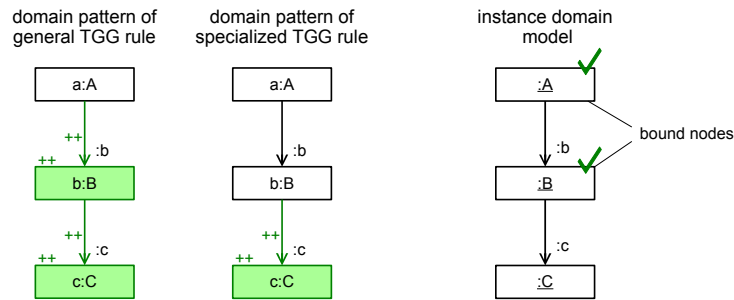 domain pattern of
general TGG rule
domain pattern of
specialized TGG rule
instance domain
model
a:A
a:A
:A
++
:b
:b
:b
bound nodes
++
b:B
b:B
:B
++
:c
++
:c
:c
++
c:C
++
c:C
:C